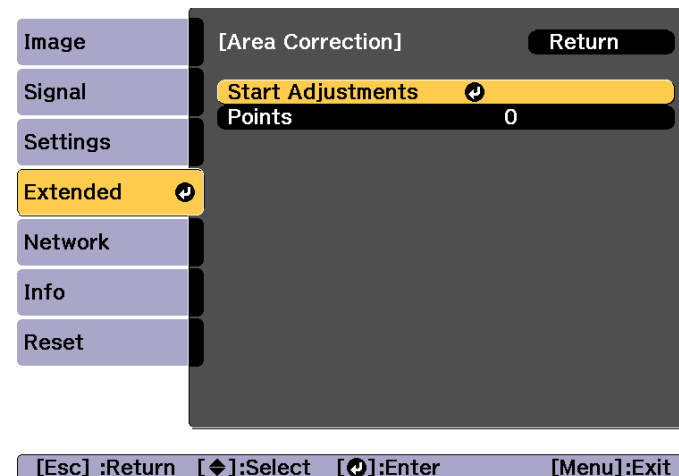 Image
Signal
Settings
Extended
Network
Info
Reset
[Area Correction] Return
Start Adjustments
Points 0
[Esc] :Return [◆]:Select [⏎]:Enter [Menu]:Exit